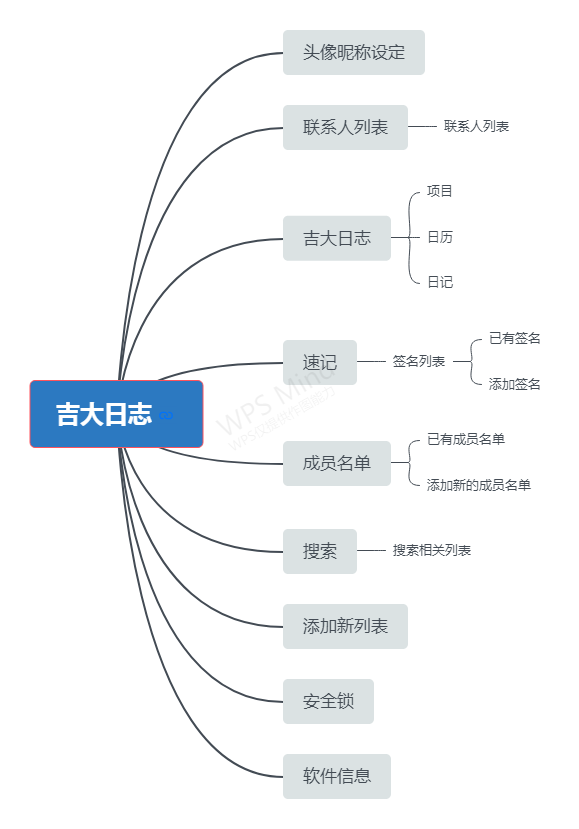 头像昵称设定
联系人列表
联系人列表
吉大日志
项目
日历
日记
速记
签名列表
已有签名
添加签名
吉大日志
成员名单
已有成员名单
添加新的成员名单
搜索
搜索相关列表
添加新列表
安全锁
软件信息
WPS Mind